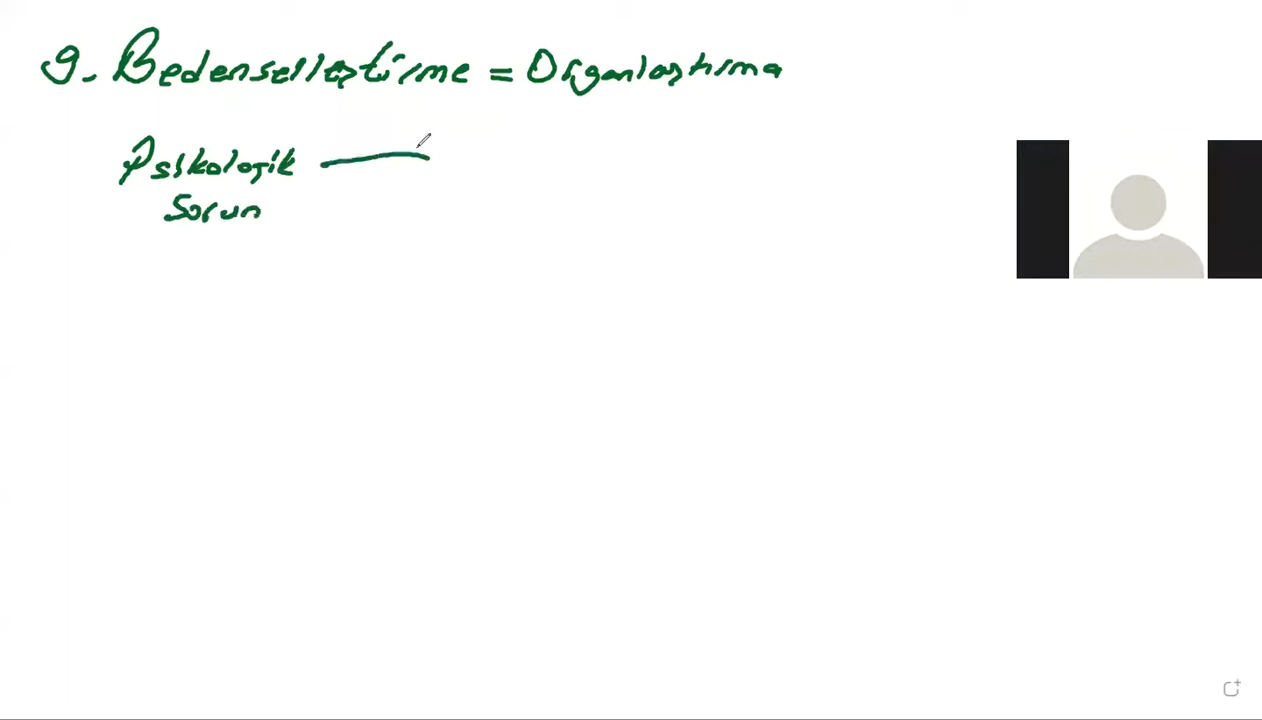 9. Bedenselleştirme = Organlaştırma
Psikolojik
Sorun